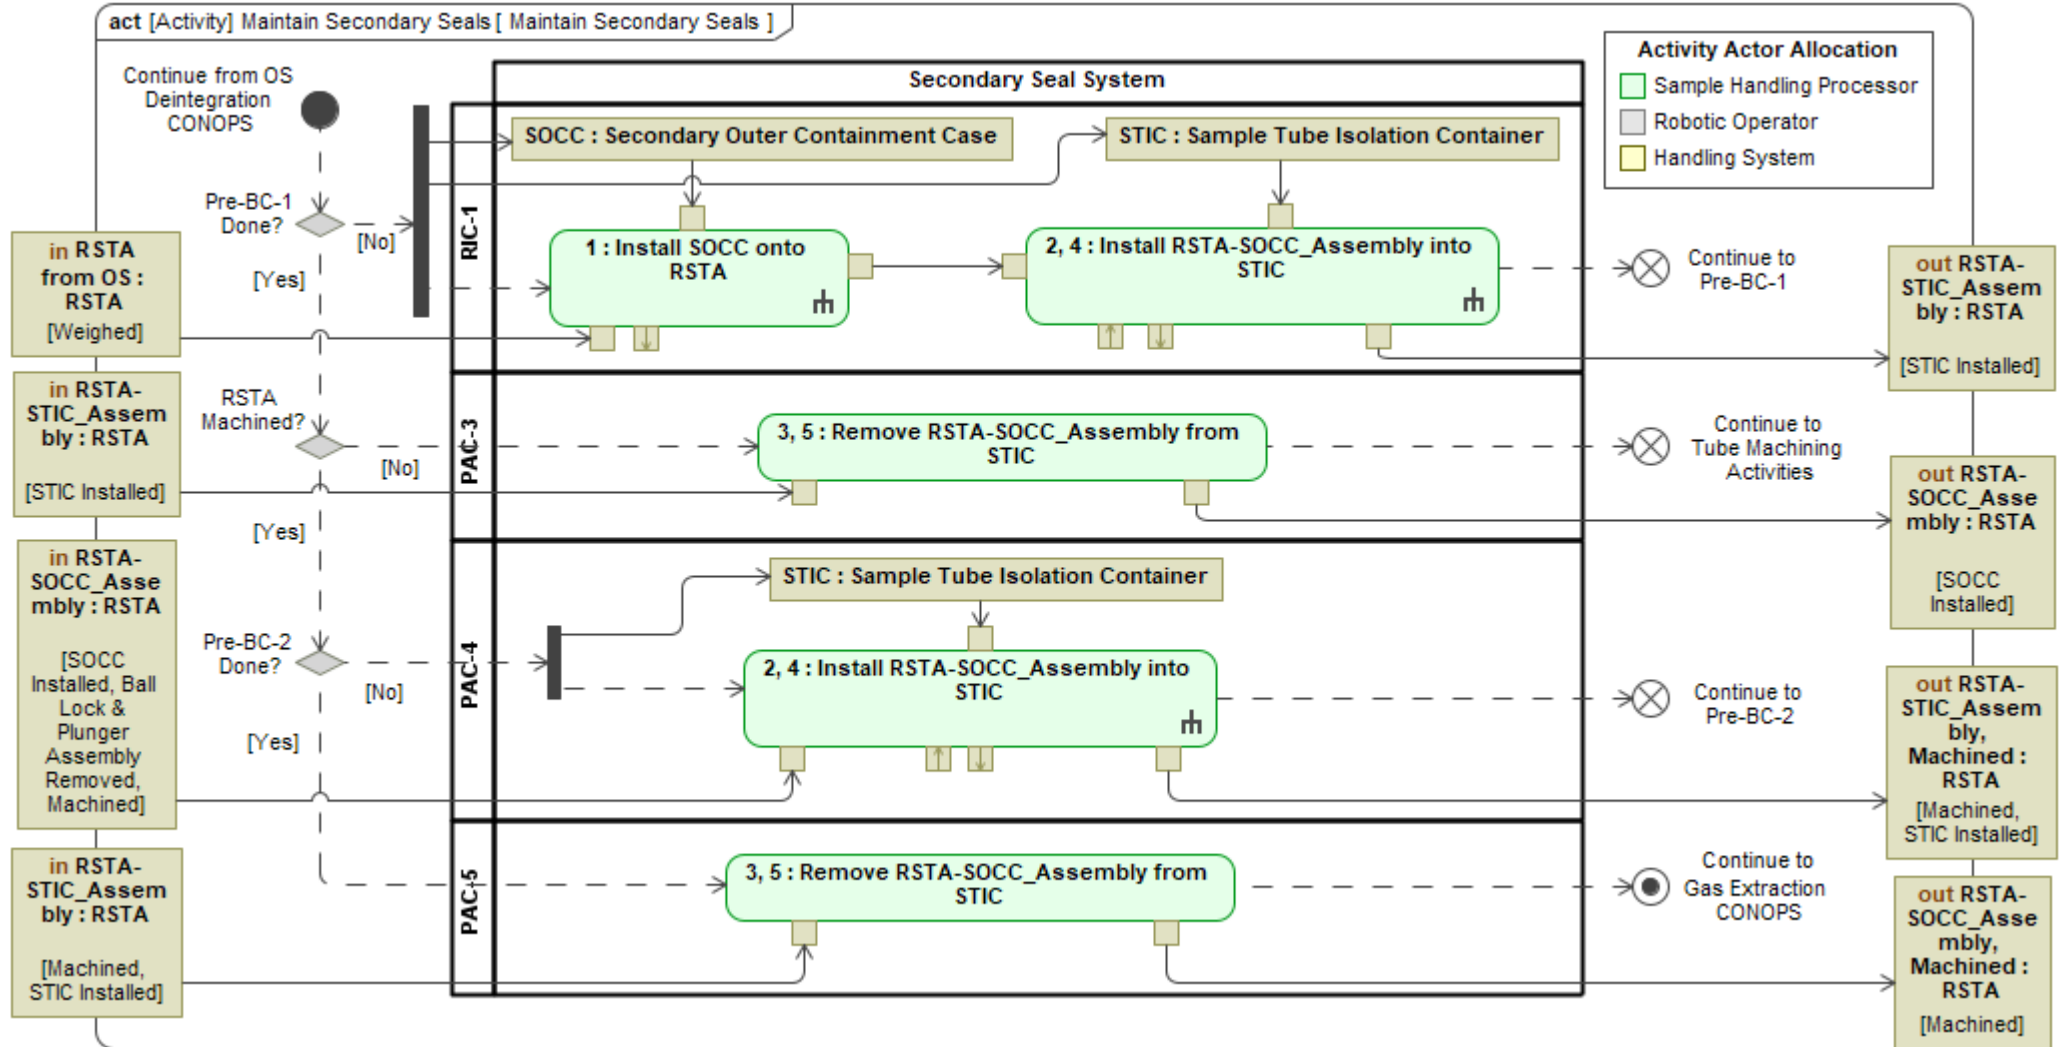 act [Activity] Maintain Secondary Seals [ Maintain Secondary Seals ]
Continue from OS
Deintegration
CONOPS
Pre-BC-1
Done?
[No]
[Yes]
RSTA
Machined?
[No]
[Yes]
Pre-BC-2
Done?
[No]
[Yes]
in RSTA
from OS :
RSTA
[Weighed]
in RSTA-
STIC_Assem
bly : RSTA
[STIC Installed]
in RSTA-
SOCC_Asse
mbly : RSTA
[SOCC
Installed, Ball
Lock &
Plunger
Assembly
Removed,
Machined]
in RSTA-
STIC_Assem
bly : RSTA
[Machined,
STIC Installed]
Secondary Seal System
RIC-1
SOCC : Secondary Outer Containment Case
STIC : Sample Tube Isolation Container
1 : Install SOCC onto
RSTA
2, 4 : Install RSTA-SOCC_Assembly into
STIC
PAC-3
3, 5 : Remove RSTA-SOCC_Assembly from
STIC
PAC-4
STIC : Sample Tube Isolation Container
2, 4 : Install RSTA-SOCC_Assembly into
STIC
PAC-5
3, 5 : Remove RSTA-SOCC_Assembly from
STIC
Activity Actor Allocation
Sample Handling Processor
Robotic Operator
Handling System
Continue to
Pre-BC-1
Continue to
Tube Machining
Activities
Continue to
Pre-BC-2
Continue to
Gas Extraction
CONOPS
out RSTA-
STIC_Assem
bly : RSTA
[STIC Installed]
out RSTA-
SOCC_Asse
mbly : RSTA
[SOCC
Installed]
out RSTA-
STIC_Assem
bly,
Machined :
RSTA
[Machined,
STIC Installed]
out RSTA-
SOCC_Asse
mbly,
Machined :
RSTA
[Machined]